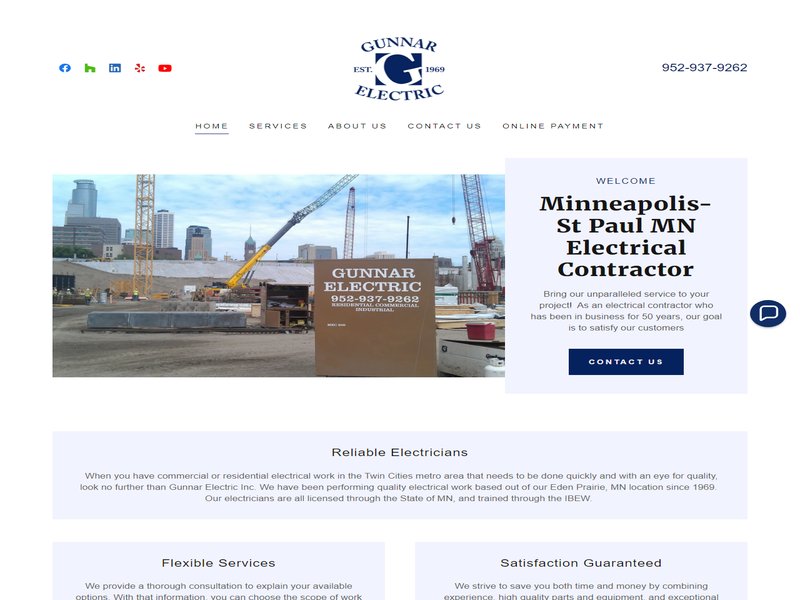 GUNNAR
EST. G 1969
ELECTRIC
952-937-9262
HOME SERVICES ABOUT US CONTACT US ONLINE PAYMENT
GUNNAR
ELECTRIC
952-937-9262
RESIDENTIAL COMMERCIAL
INDUSTRIAL
WELCOME
Minneapolis-
St Paul MN
Electrical
Contractor
Bring our unparalleled service to your
project!  As an electrical contractor who
has been in business for 50 years, our goal
is to satisfy our customers
CONTACT US
Reliable Electricians
When you have commercial or residential electrical work in the Twin Cities metro area that needs to be done quickly and with an eye for quality,
look no further than Gunnar Electric Inc. We have been performing quality electrical work based out of our Eden Prairie, MN location since 1969.
Our electricians are all licensed through the State of MN, and trained through the IBEW.
Flexible Services
We provide a thorough consultation to explain your available
options. With that information, you can choose the scope of work
Satisfaction Guaranteed
We strive to save you both time and money by combining
experience, high quality parts and equipment, and exceptional